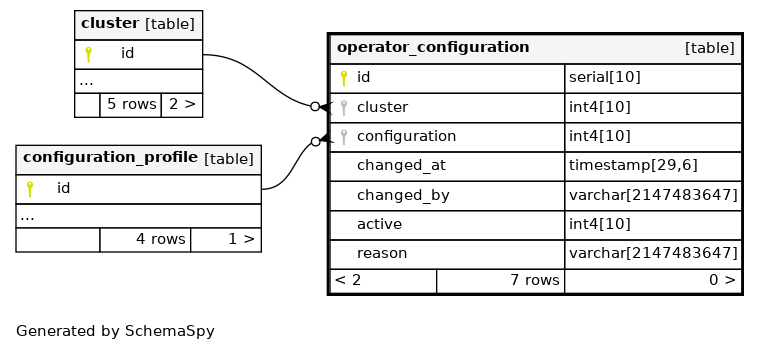 cluster [table]
id
...
5 rows 2 >
configuration_profile [table]
id
...
4 rows 1 >
operator_configuration [table]
id serial[10]
cluster int4[10]
configuration int4[10]
changed_at timestamp[29,6]
changed_by varchar[2147483647]
active int4[10]
reason varchar[2147483647]
< 2 7 rows 0 >
Generated by SchemaSpy